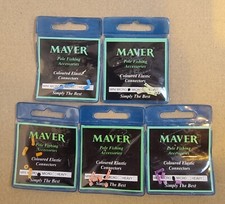 MAVER
Pole Fishing
Accessories
Coloured Elastic
Connectors
Simply The Best
MAVER
Pole Fishing
Accessories
Coloured Elastic
Connectors
Simply The Best
MAVER
Pole Fishing
Accessories
Coloured Elastic
Connectors
Simply The Best
MAVER
Pole Fishing
Accessories
Coloured Elastic
Connectors
Simply The Best
MAVER
Pole Fishing
Accessories
Coloured Elastic
Connectors
Simply The Best